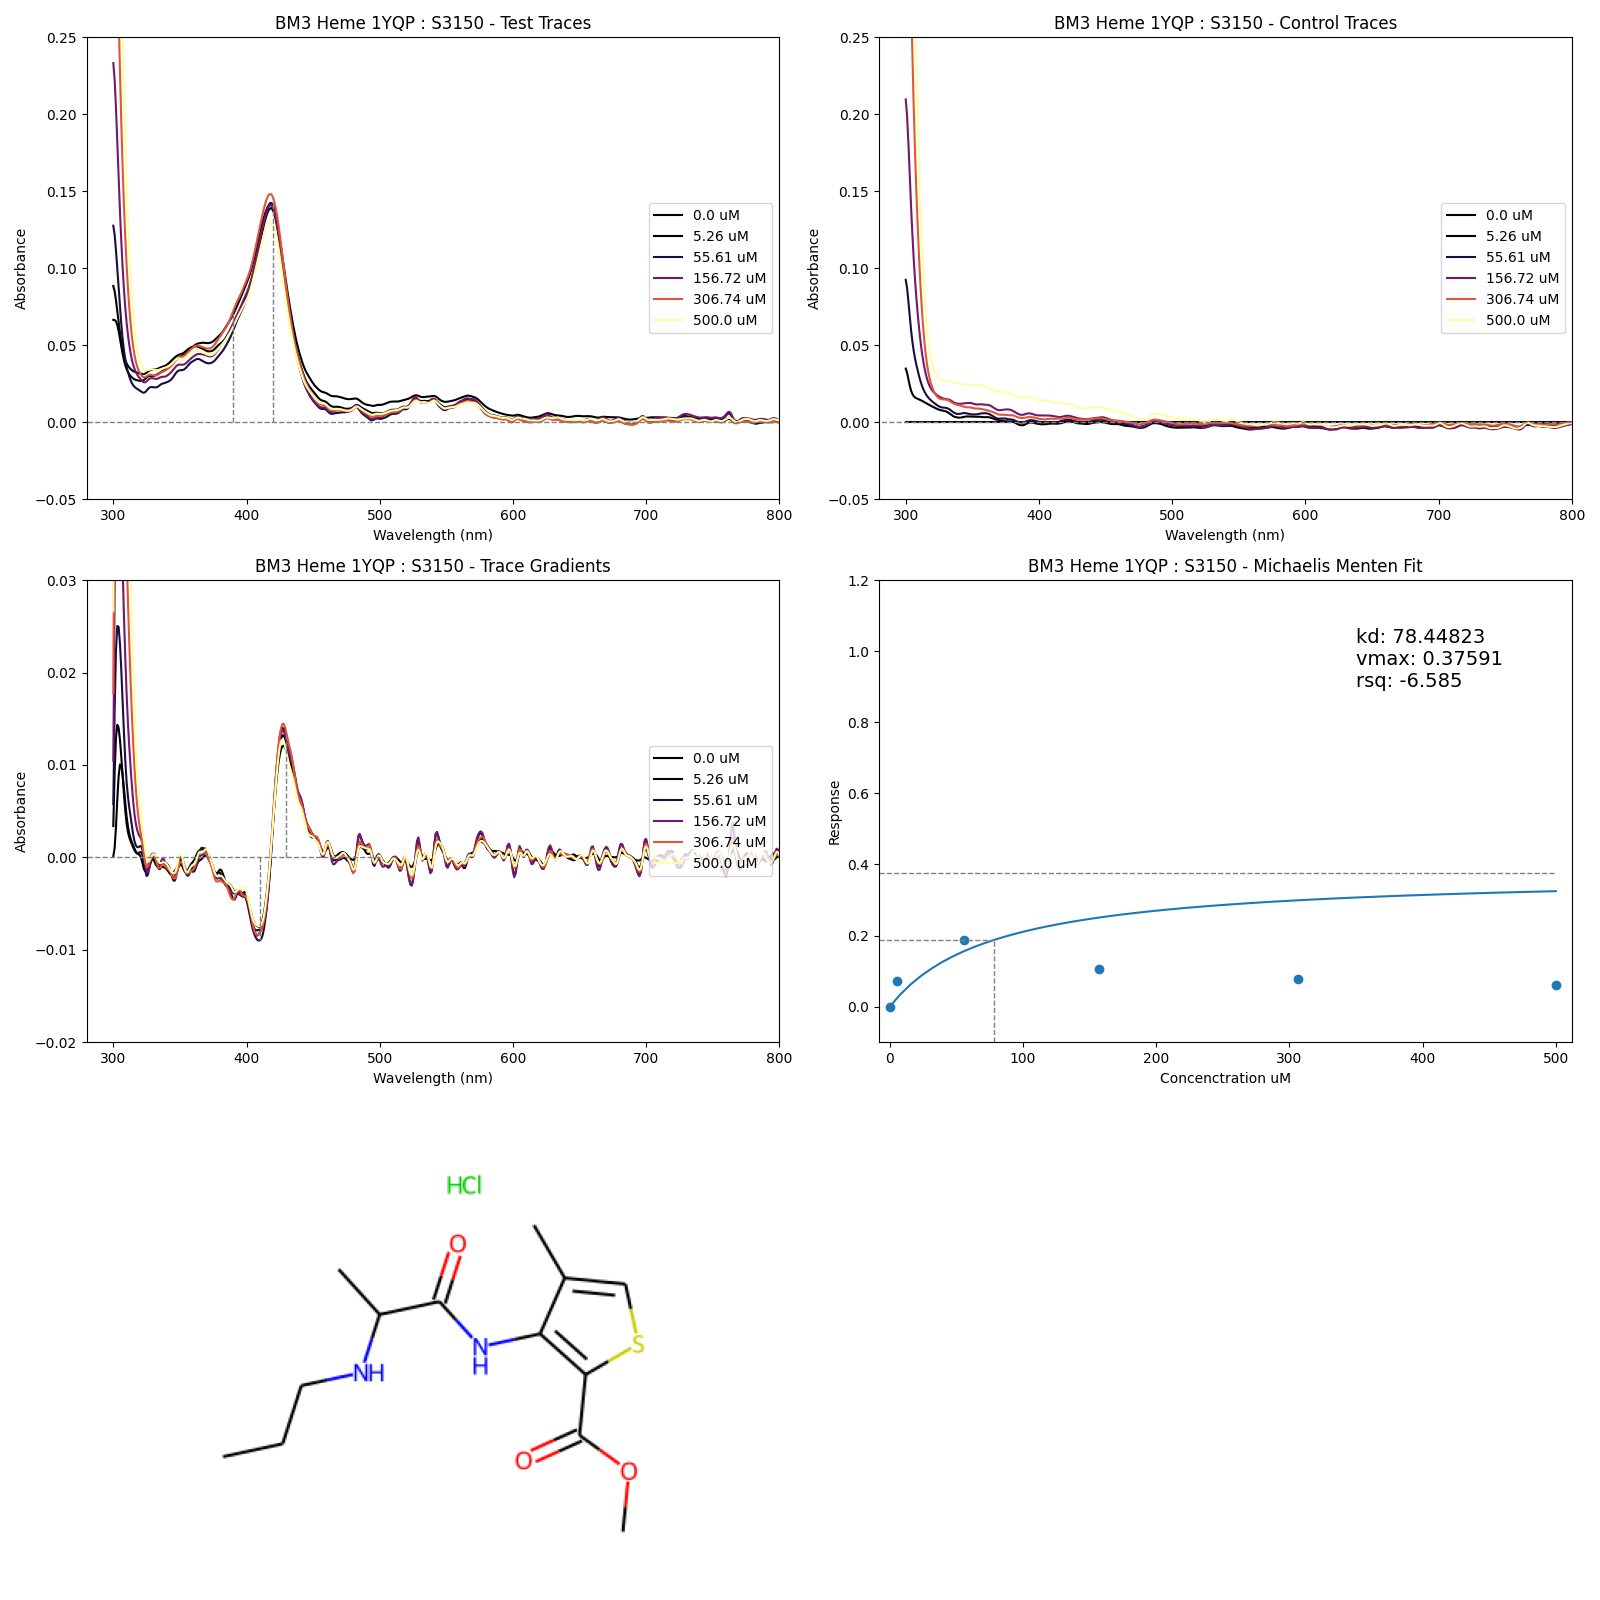 BM3 Heme 1YQP : S3150 - Test Traces
0.25
0.20
0.15
0.10
0.05
0.00
−0.05
Absorbance
300 400 500 600 700 800
Wavelength (nm)
0.0 uM
5.26 uM
55.61 uM
156.72 uM
306.74 uM
500.0 uM
BM3 Heme 1YQP : S3150 - Control Traces
0.25
0.20
0.15
0.10
0.05
0.00
−0.05
Absorbance
300 400 500 600 700 800
Wavelength (nm)
0.0 uM
5.26 uM
55.61 uM
156.72 uM
306.74 uM
500.0 uM
BM3 Heme 1YQP : S3150 - Trace Gradients
0.03
0.02
0.01
0.00
−0.01
−0.02
Absorbance
300 400 500 600 700 800
Wavelength (nm)
0.0 uM
5.26 uM
55.61 uM
156.72 uM
306.74 uM
500.0 uM
BM3 Heme 1YQP : S3150 - Michaelis Menten Fit
1.2
1.0
0.8
0.6
0.4
0.2
0.0
Response
0 100 200 300 400 500
Concenctration uM
kd: 78.44823
vmax: 0.37591
rsq: -6.585
HCl
O
S
NH
NH
O
O